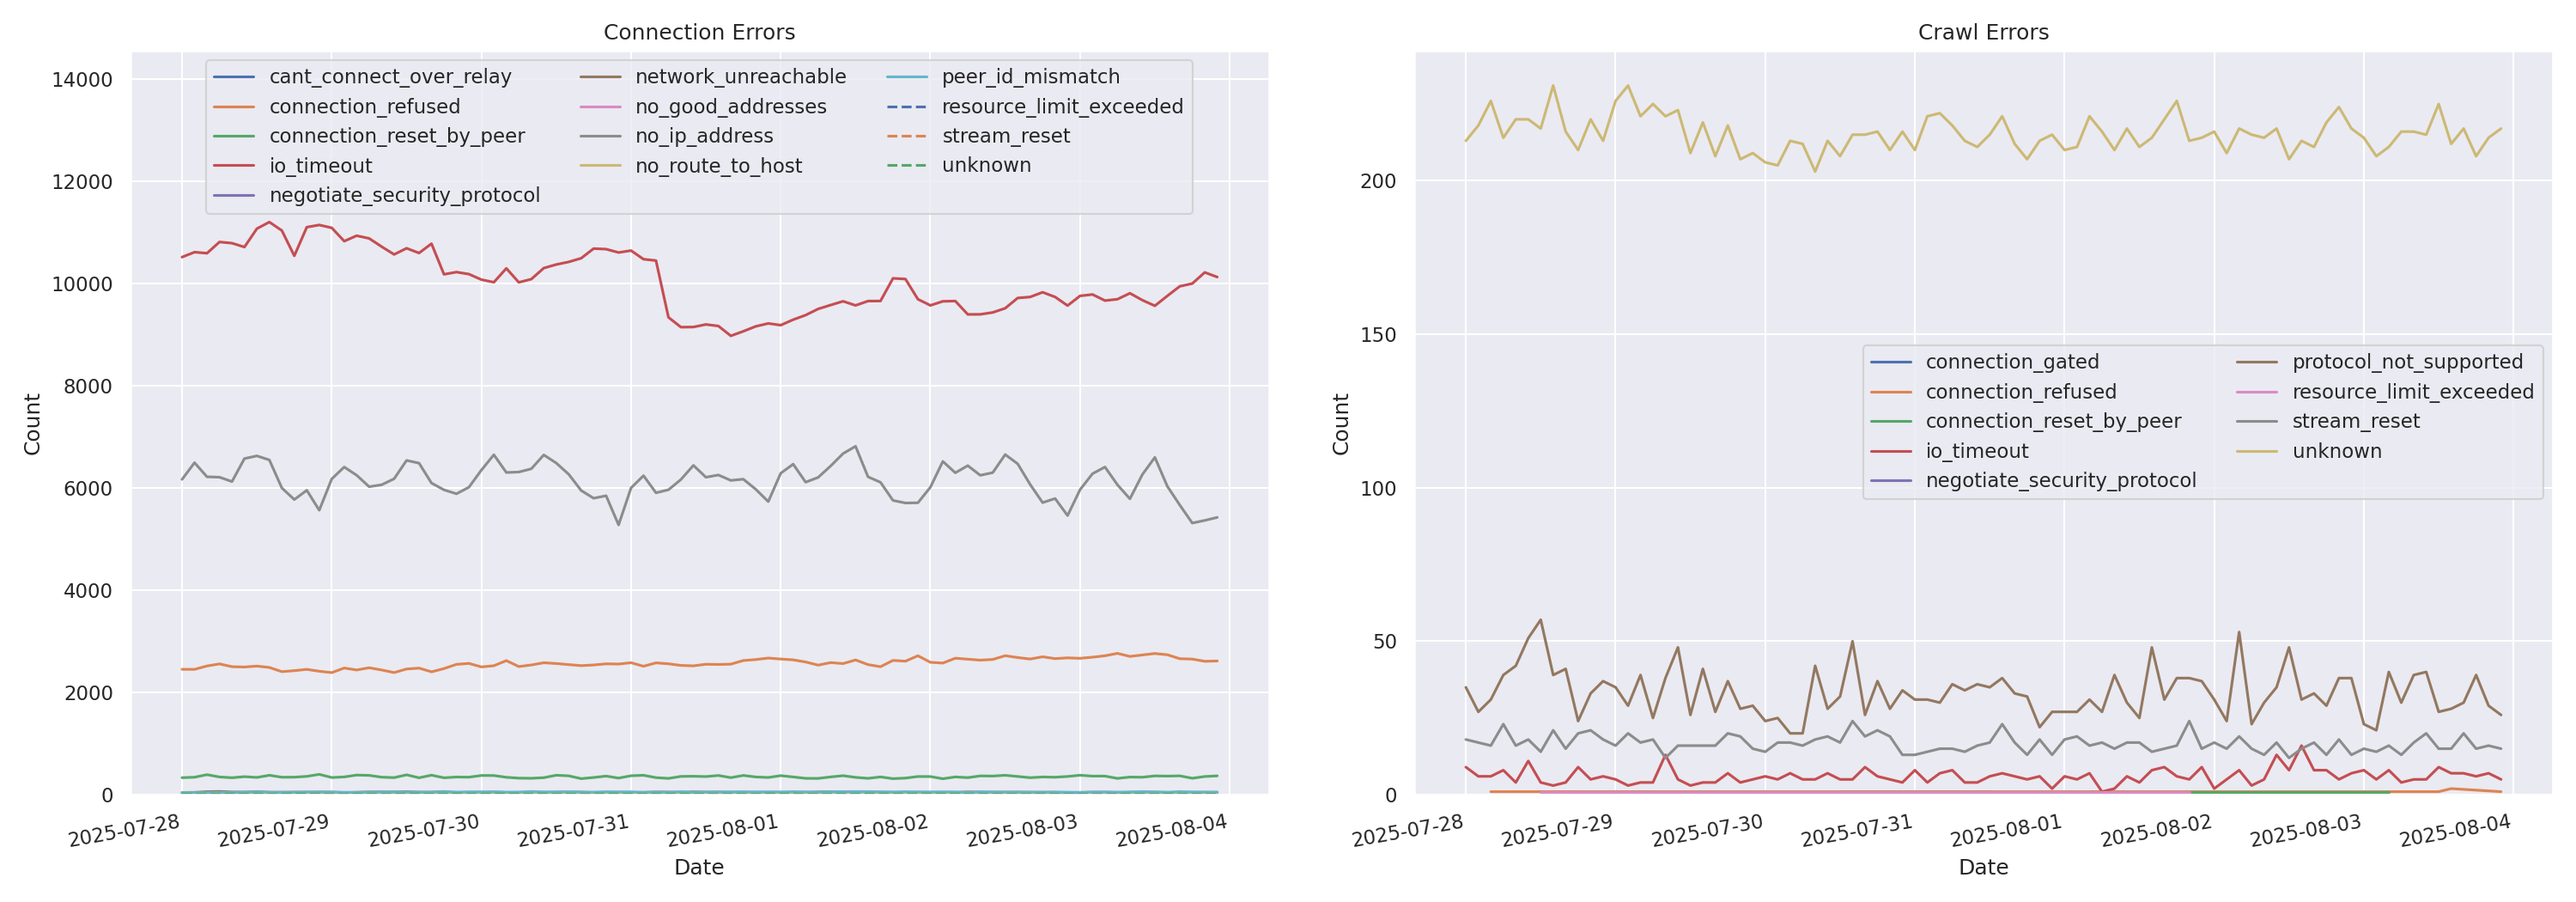 Connection Errors
14000
12000
10000
8000
6000
4000
2000
0
Count
cant_connect_over_relay
connection_refused
connection_reset_by_peer
io_timeout
negotiate_security_protocol
network_unreachable
no_good_addresses
no_ip_address
no_route_to_host
peer_id_mismatch
resource_limit_exceeded
stream_reset
unknown
2025-07-28
2025-07-29
2025-07-30
2025-07-31
2025-08-01
2025-08-02
2025-08-03
2025-08-04
Date
Crawl Errors
200
150
100
50
0
Count
connection_gated
connection_refused
connection_reset_by_peer
io_timeout
negotiate_security_protocol
protocol_not_supported
resource_limit_exceeded
stream_reset
unknown
2025-07-28
2025-07-29
2025-07-30
2025-07-31
2025-08-01
2025-08-02
2025-08-03
2025-08-04
Date